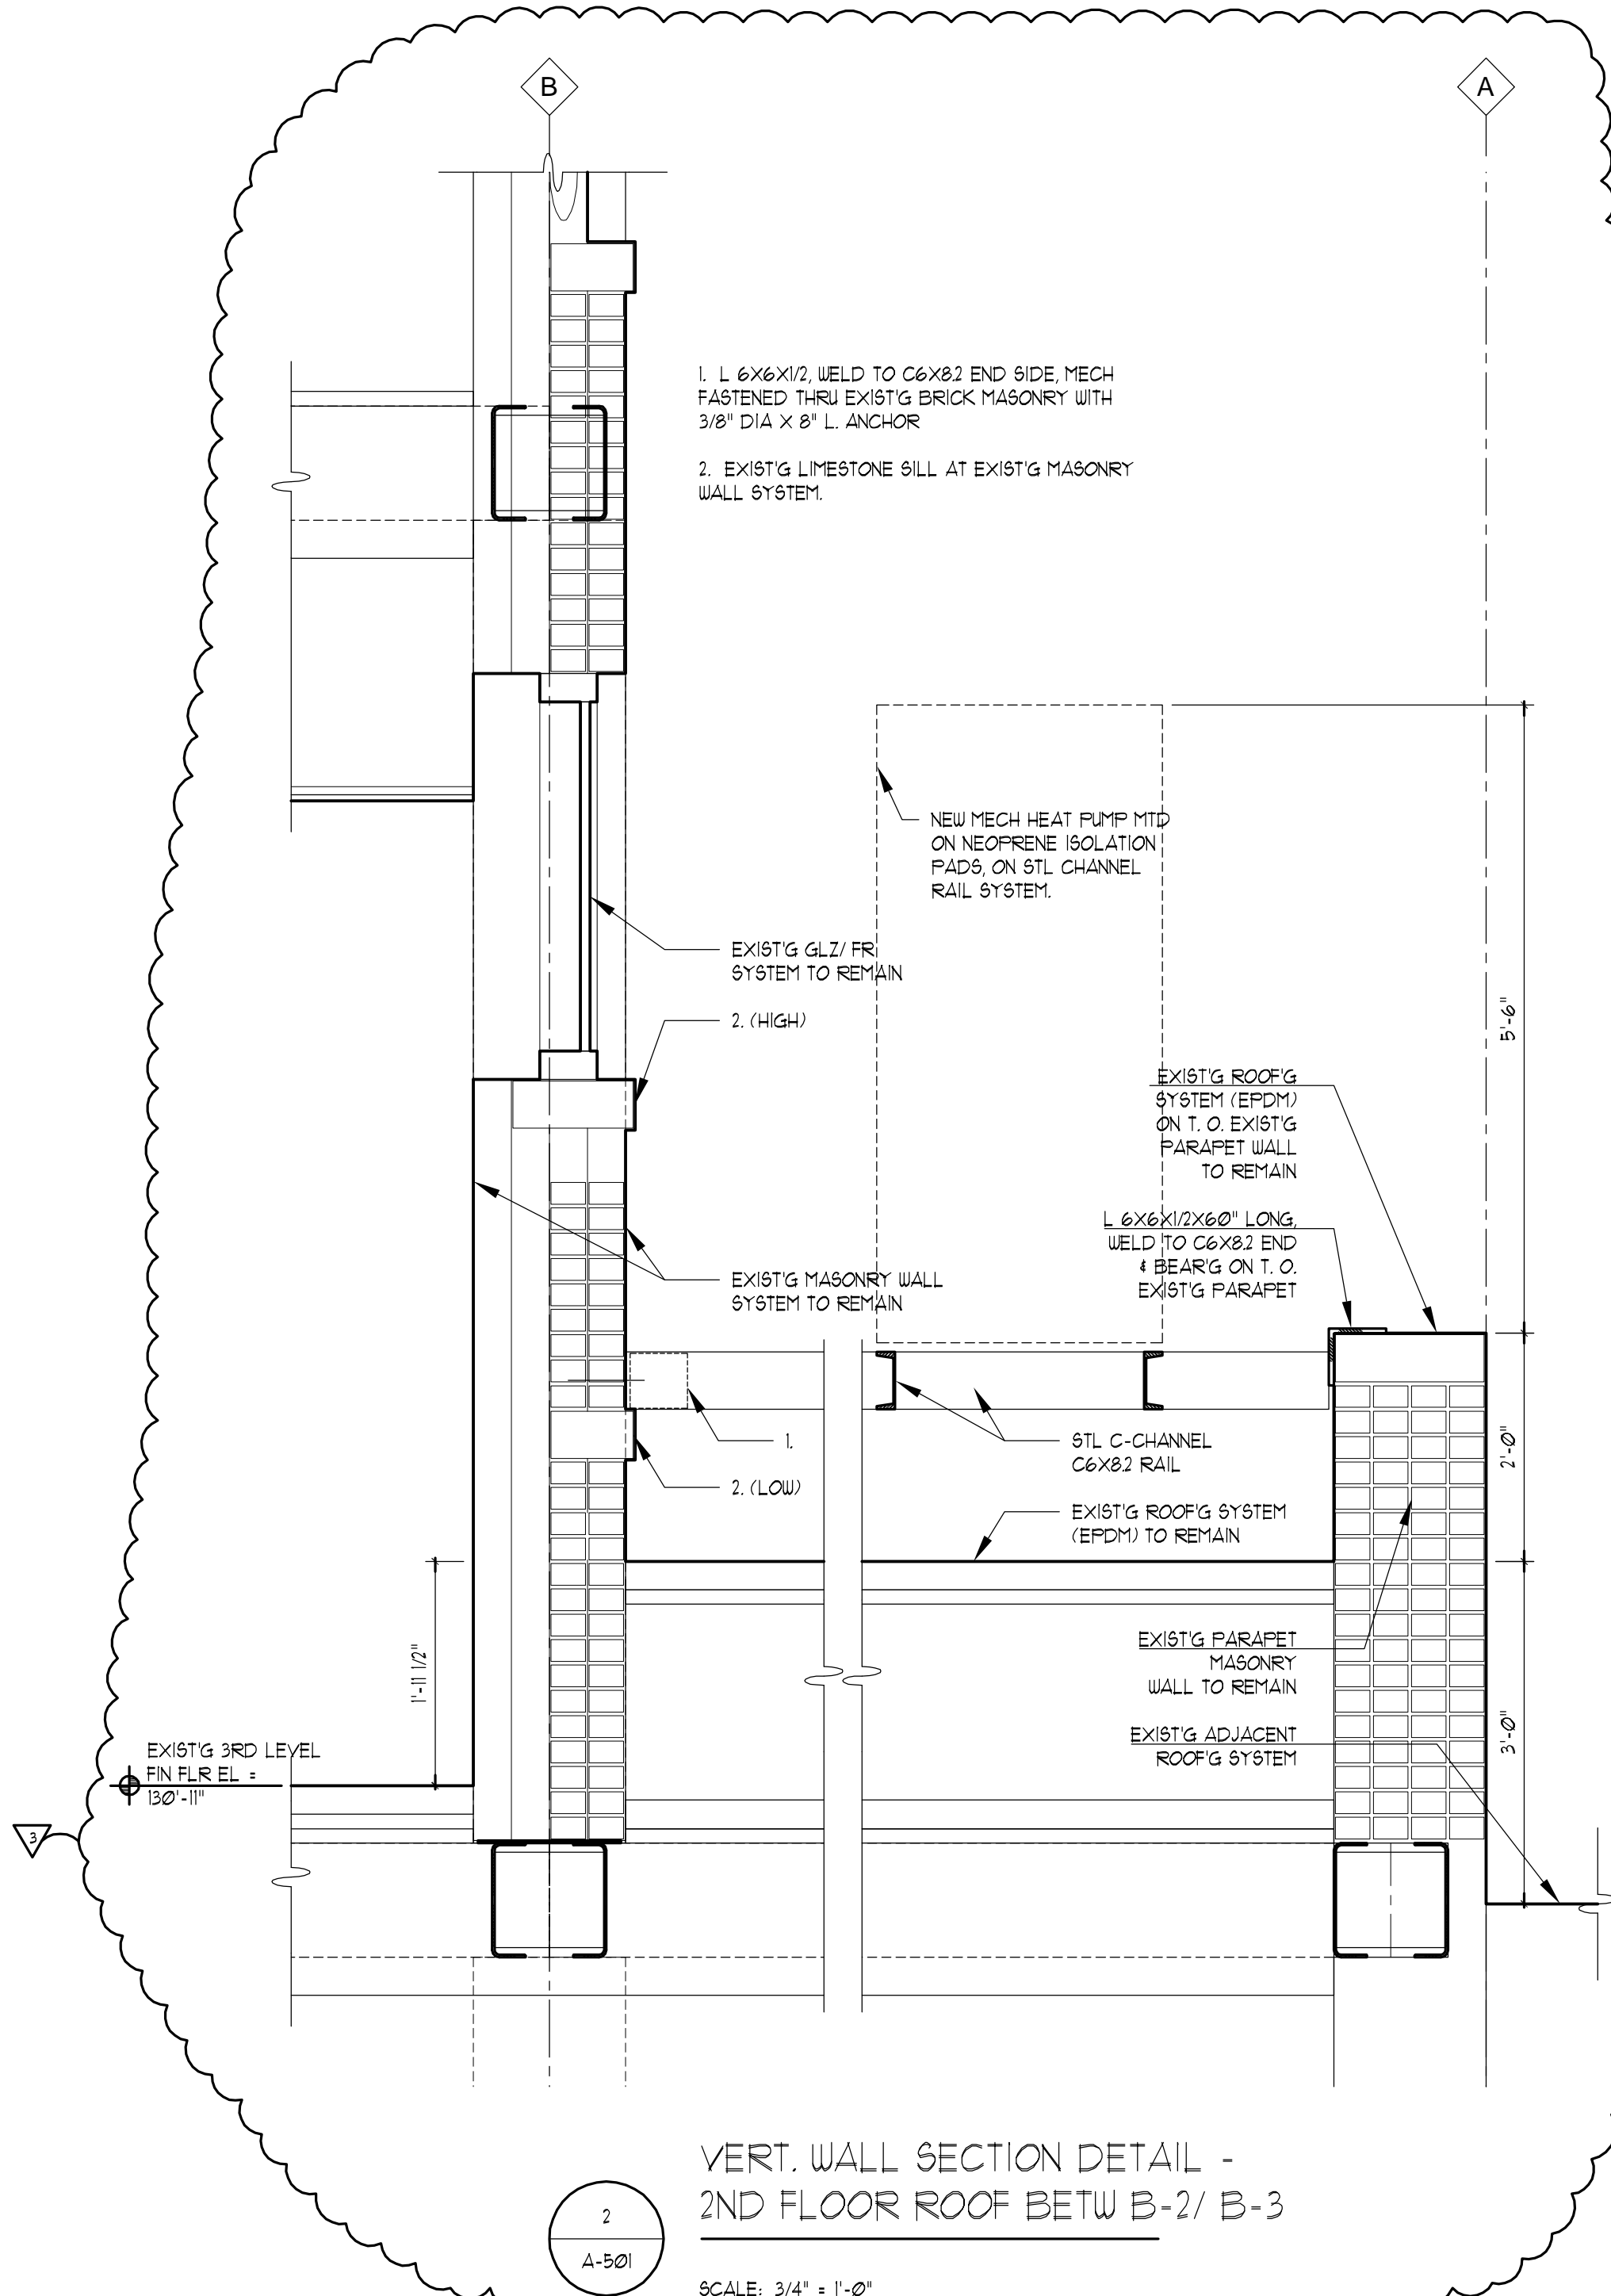 B
A
1. L 6X6X1/2, WELD TO C6X8.2 END SIDE, MECH
FASTENED THRU EXIST'G BRICK MASONRY WITH
3/8" DIA X 8" L. ANCHOR
2. EXIST'G LIMESTONE SILL AT EXIST'G MASONRY
WALL SYSTEM.
NEW MECH HEAT PUMP MTD
ON NEOPRENE ISOLATION
PADS, ON STL CHANNEL
RAIL SYSTEM.
EXIST'G GLZ/ FR
SYSTEM TO REMAIN
2. (HIGH)
5'-6"
EXIST'G ROOF'G
SYSTEM (EPDM)
ON T. O. EXIST'G
PARAPET WALL
TO REMAIN
L 6X6X1/2X60" LONG,
WELD TO C6X8.2 END
& BEAR'G ON T. O.
EXIST'G PARAPET
EXIST'G MASONRY WALL
SYSTEM TO REMAIN
1.
2. (LOW)
STL C-CHANNEL
C6X8.2 RAIL
2'-0"
EXIST'G ROOF'G SYSTEM
(EPDM) TO REMAIN
1'-11 1/2"
EXIST'G PARAPET
MASONRY
WALL TO REMAIN
EXIST'G ADJACENT
ROOF'G SYSTEM
3'-0"
EXIST'G 3RD LEVEL
FIN FLR EL =
130'-11"
3
VERT. WALL SECTION DETAIL -
2ND FLOOR ROOF BETW B-2/ B-3
2
A-501
SCALE: 3/4" = 1'-0"